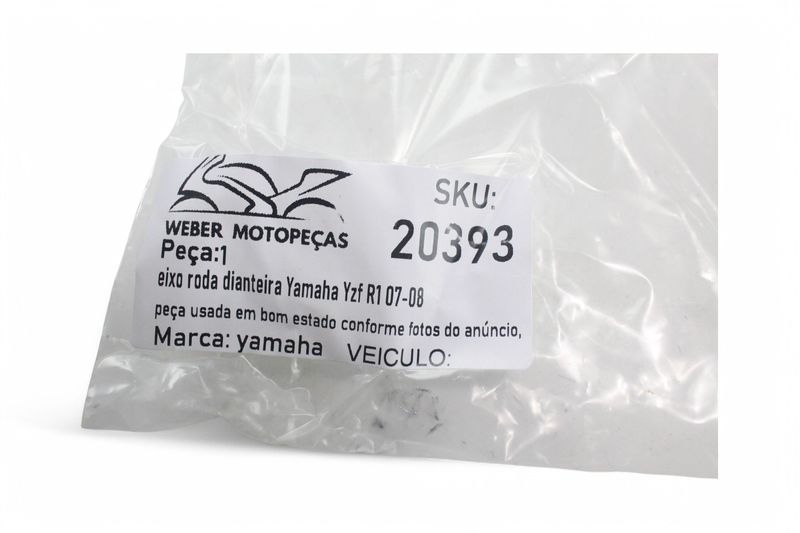 WEBER MOTOPEÇAS
SKU:
20393
Peça:1
eixo roda dianteira Yamaha Yzf R1 07-08
peça usada em bom estado conforme fotos do anúncio,
Marca: yamaha VEICULO: